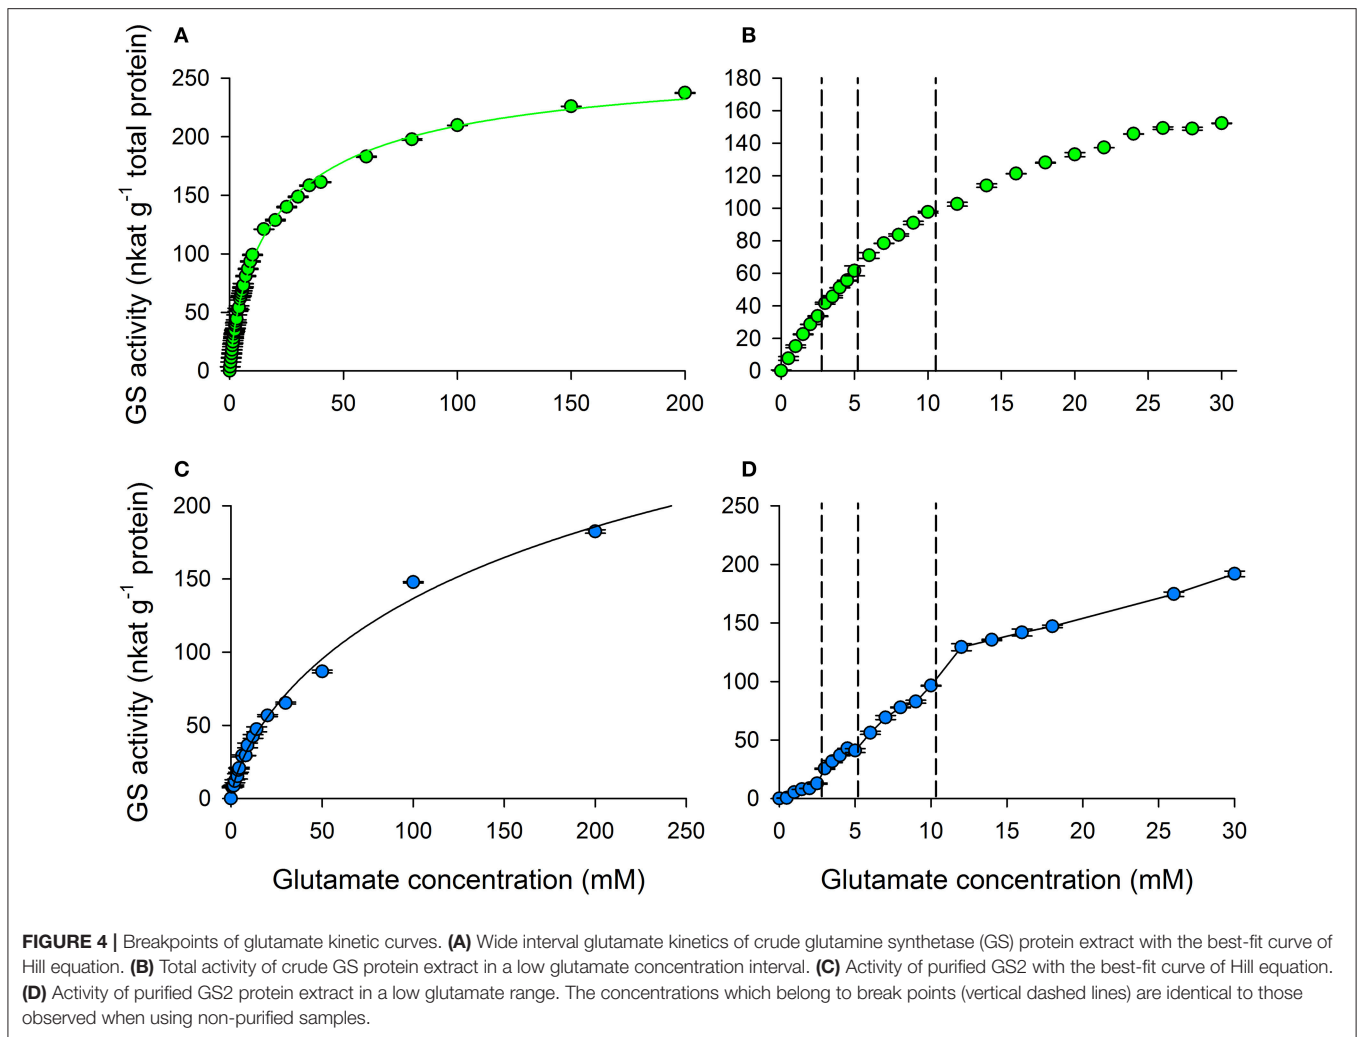 A
GS activity (nkat g-1 total protein)
250
200
150
100
50
0
0 50 100 150 200
B
180
160
140
120
100
80
60
40
20
0
0 5 10 15 20 25 30
C
GS activity (nkat g-1 protein)
200
150
100
50
0
0 50 100 150 200 250
Glutamate concentration (mM)
D
250
200
150
100
50
0
0 5 10 15 20 25 30
Glutamate concentration (mM)
FIGURE 4 | Breakpoints of glutamate kinetic curves. (A) Wide interval glutamate kinetics of crude glutamine synthetase (GS) protein extract with the best-fit curve of
Hill equation. (B) Total activity of crude GS protein extract in a low glutamate concentration interval. (C) Activity of purified GS2 with the best-fit curve of Hill equation.
(D) Activity of purified GS2 protein extract in a low glutamate range. The concentrations which belong to break points (vertical dashed lines) are identical to those
observed when using non-purified samples.